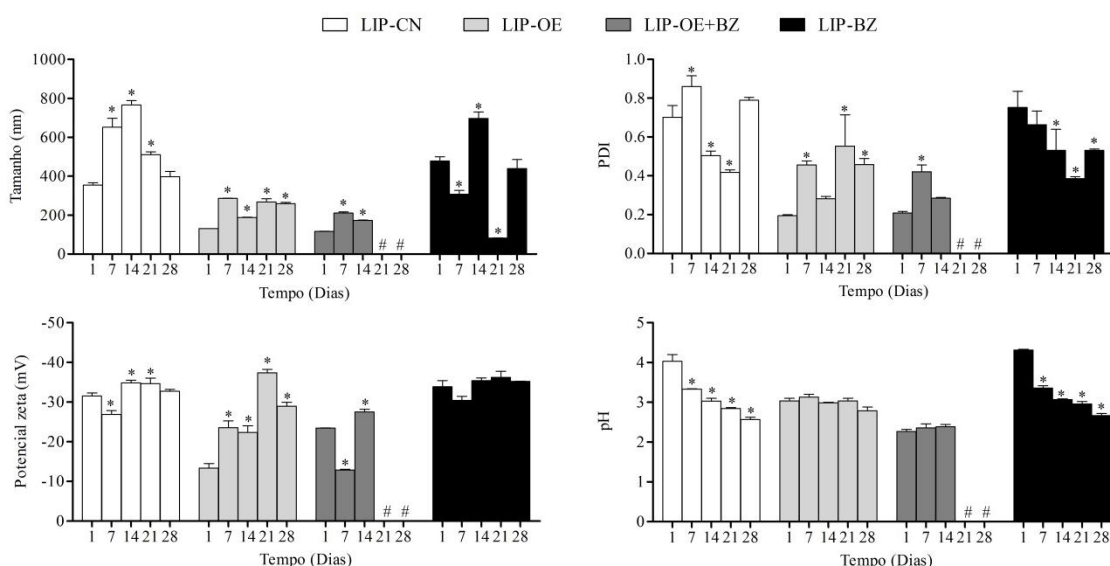 LIP-CN LIP-OE LIP-OE+BZ LIP-BZ
1000
800
600
400
200
0
Tamanho (nm)
* * * * * * * * * * * * *
# #
1 7 14 21 28 1 7 14 21 28 1 7 14 21 28 1 7 14 21 28
Tempo (Dias)
1.0
0.8
0.6
0.4
0.2
0.0
PDI
* * * * * * * * * *
# #
1 7 14 21 28 1 7 14 21 28 1 7 14 21 28 1 7 14 21 28
Tempo (Dias)
-50
-40
-30
-20
-10
0
Potencial zeta (mV)
* * * * * * * * *
# #
1 7 14 21 28 1 7 14 21 28 1 7 14 21 28 1 7 14 21 28
Tempo (Dias)
5
4
3
2
1
0
pH
* * * * * * * *
# #
1 7 14 21 28 1 7 14 21 28 1 7 14 21 28 1 7 14 21 28
Tempo (Dias)